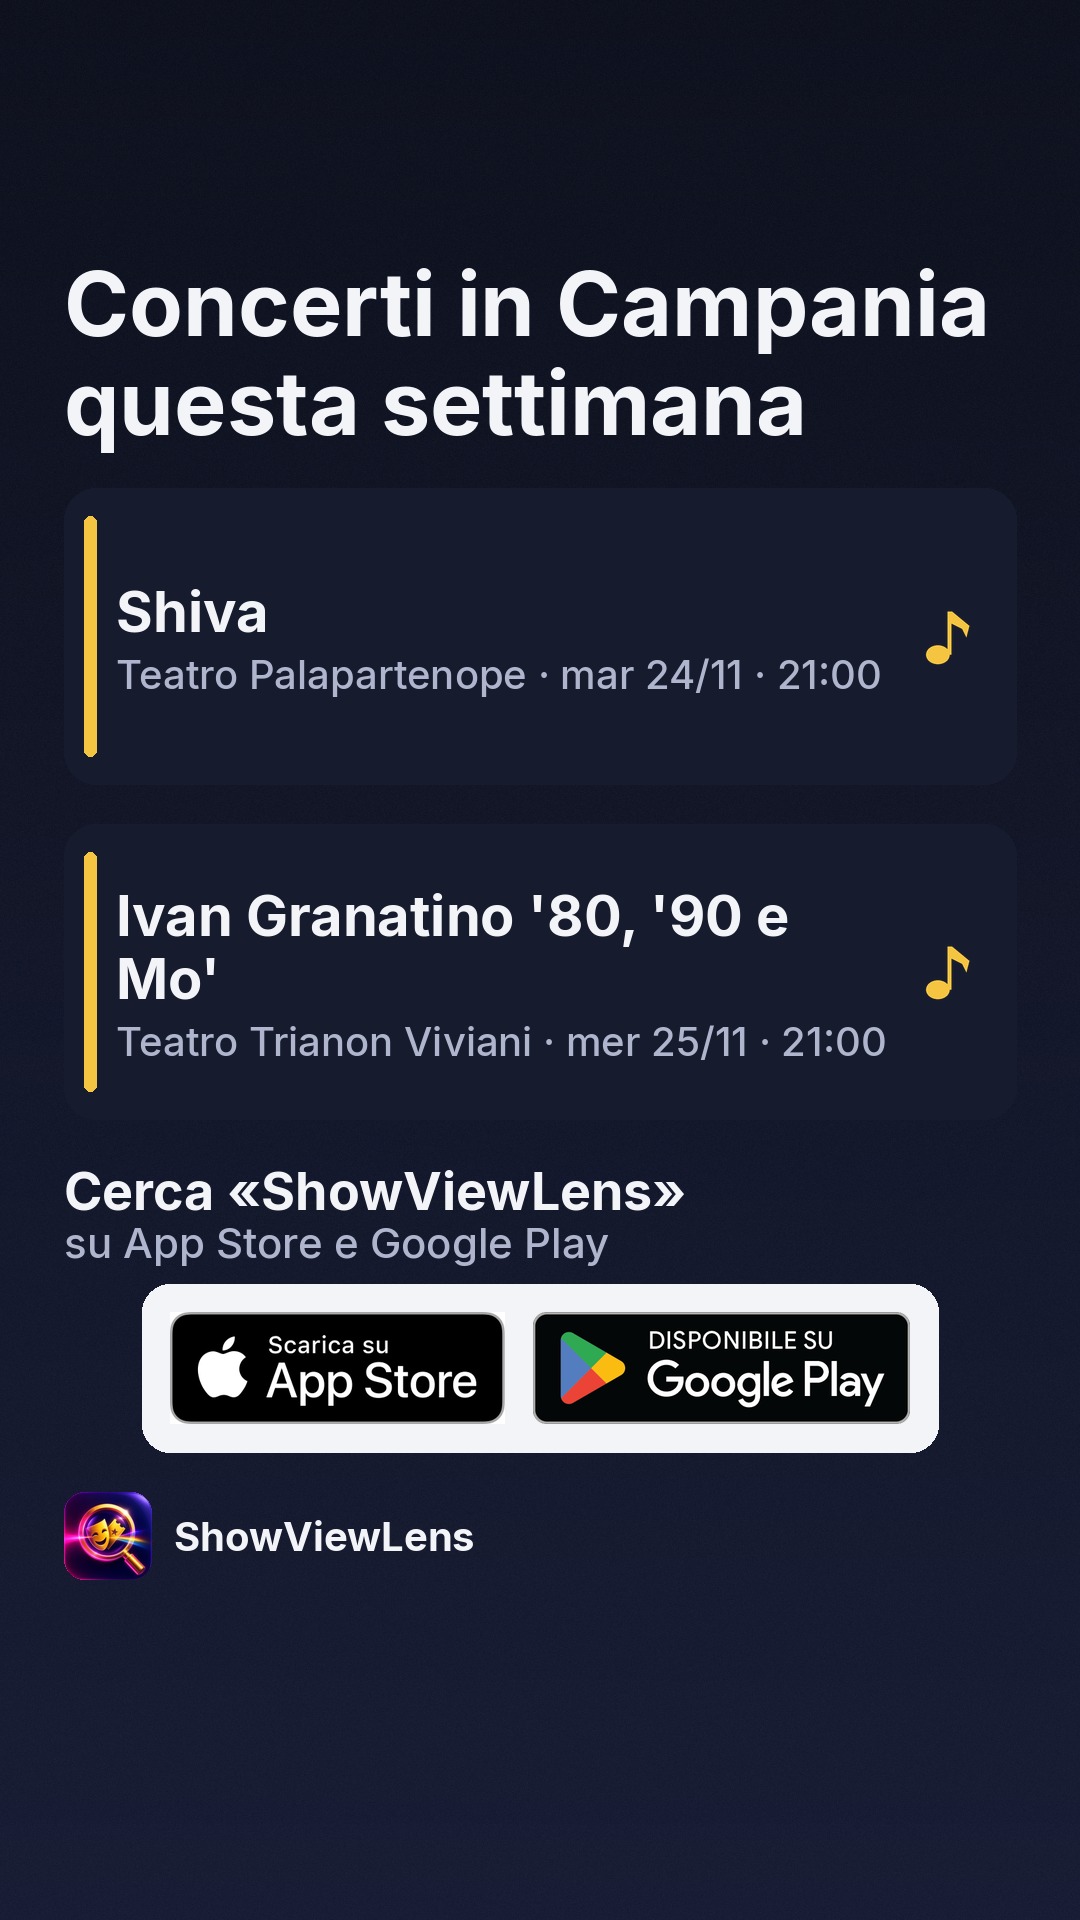 Concerti in Campania
questa settimana
Shiva
Teatro Palapartenope · mar 24/11 · 21:00
Ivan Granatino '80, '90 e
Mo'
Teatro Trianon Viviani · mer 25/11 · 21:00
Cerca «ShowViewLens»
su App Store e Google Play
Scarica su
App Store
DISPONIBILE SU
Google Play
ShowViewLens